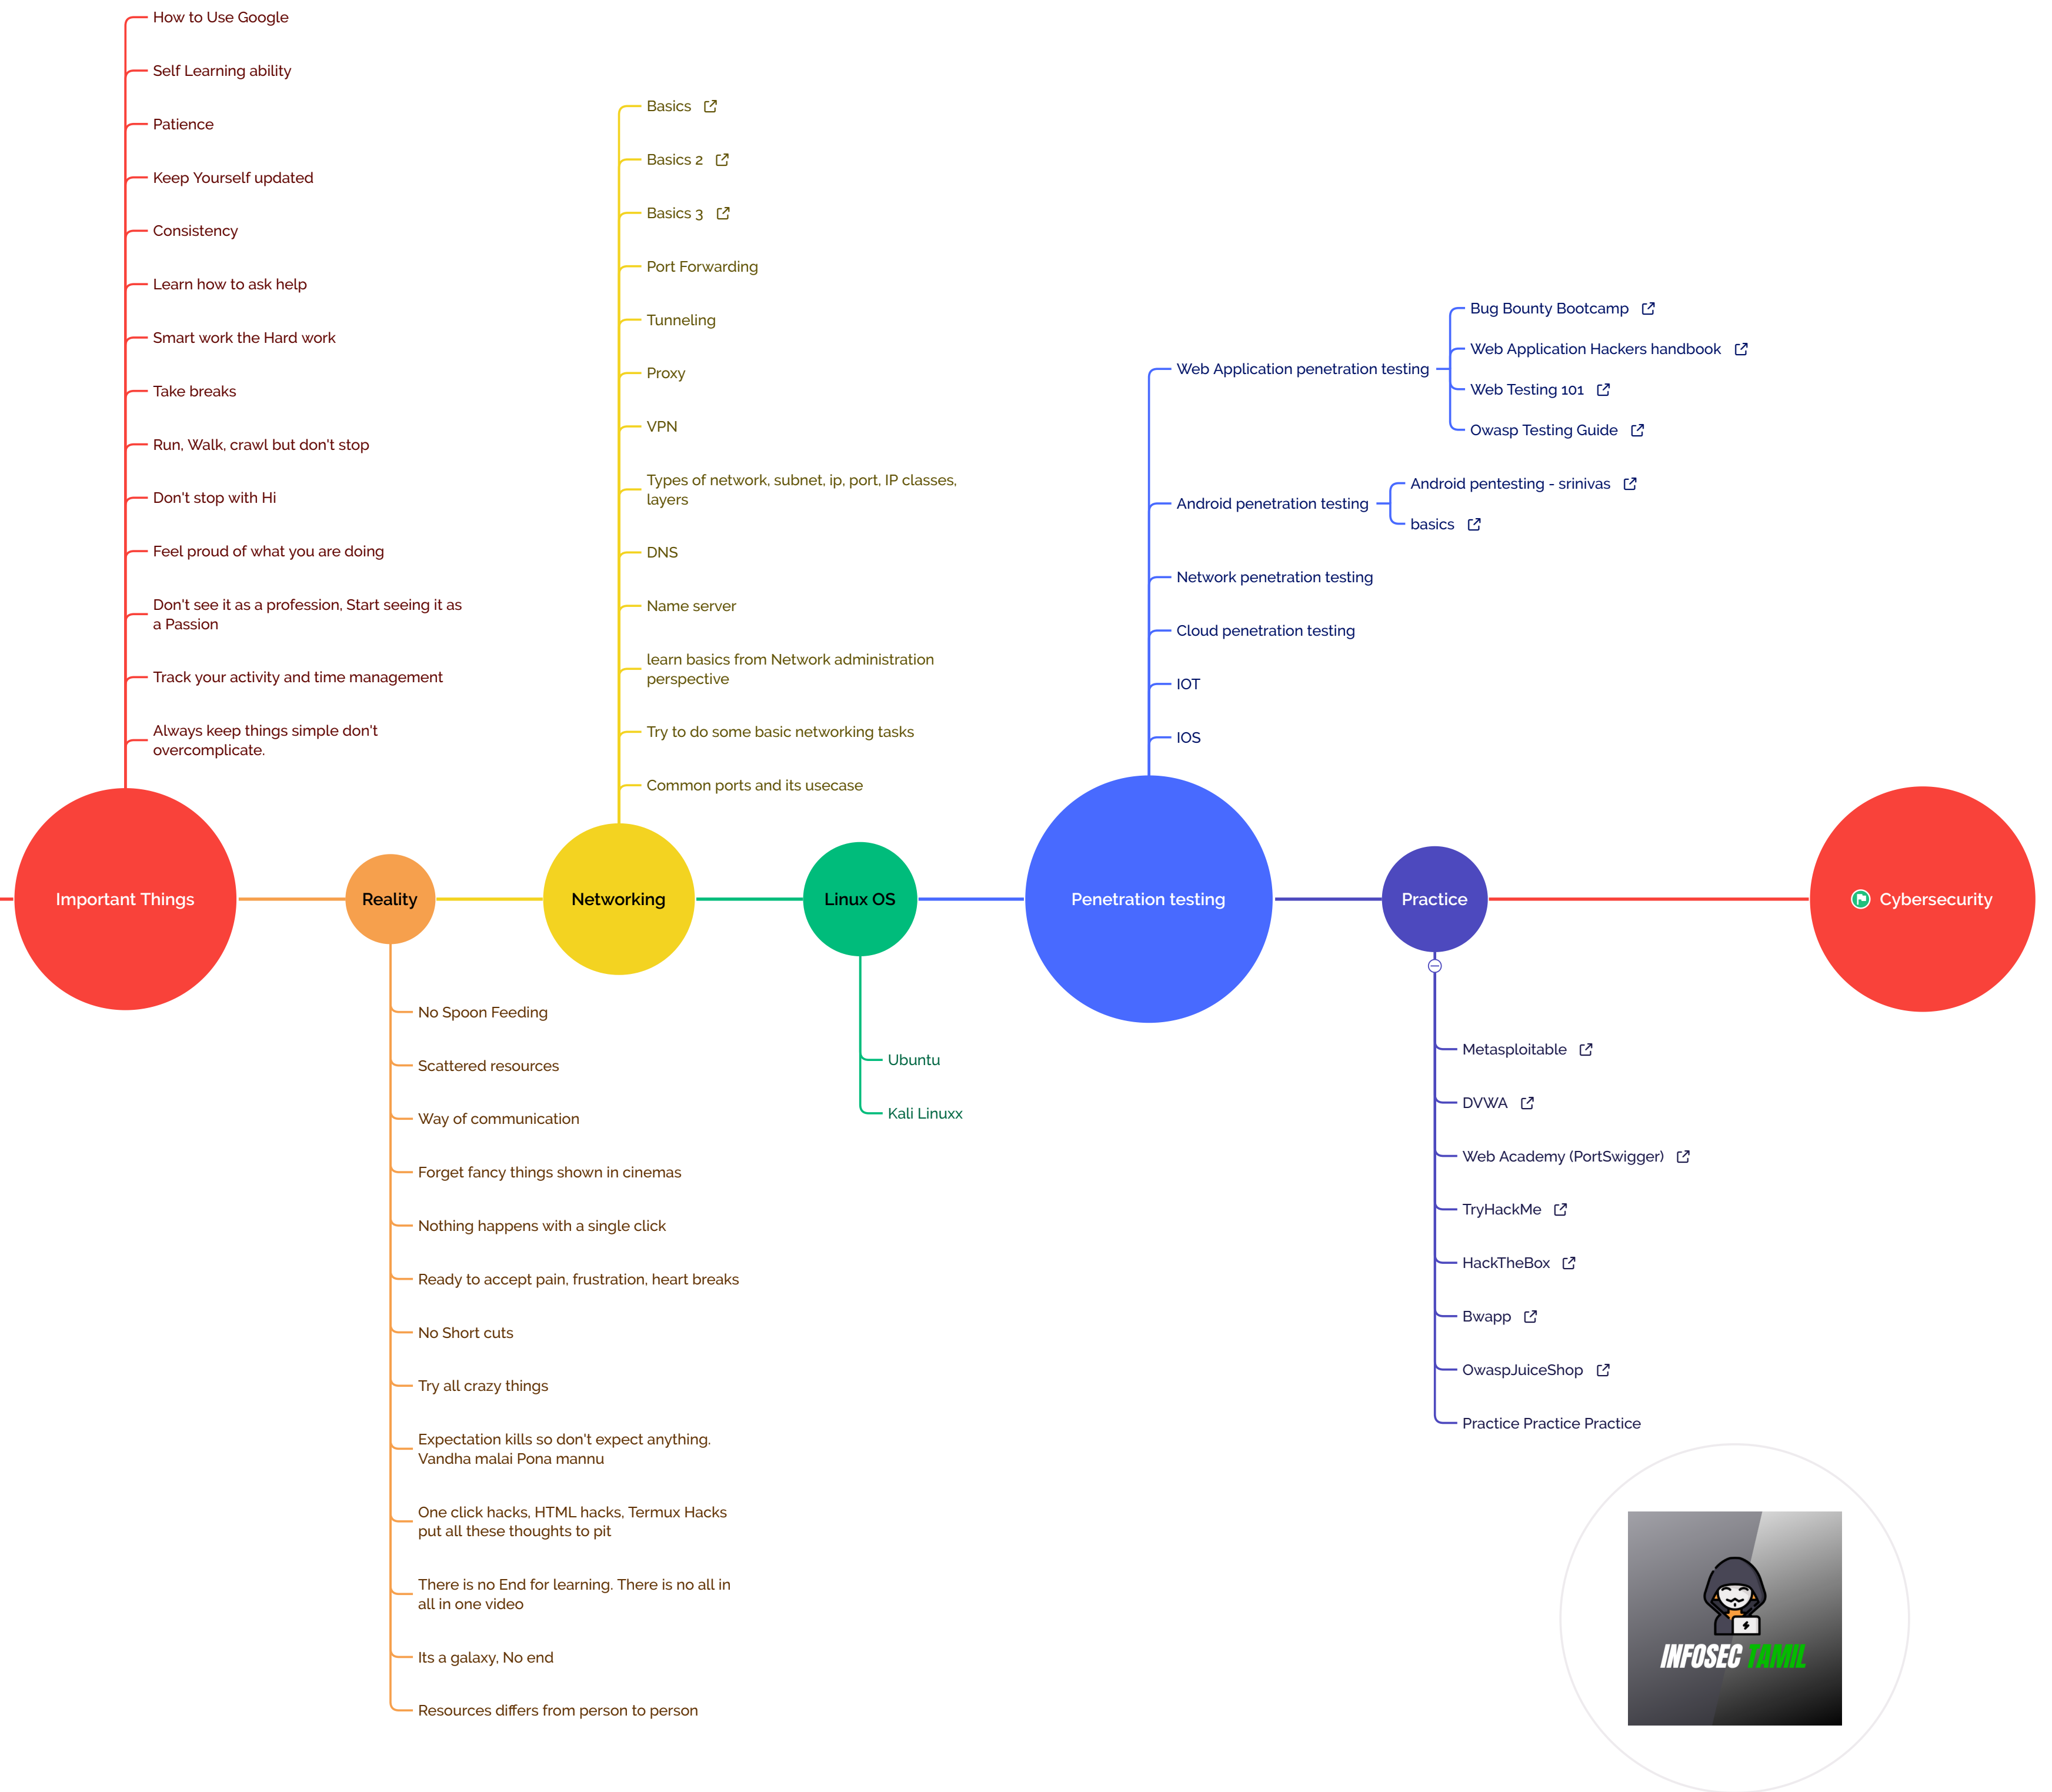 How to Use Google
Self Learning ability
Patience
Keep Yourself updated
Consistency
Learn how to ask help
Smart work the Hard work
Take breaks
Run, Walk, crawl but don't stop
Don't stop with Hi
Feel proud of what you are doing
Don't see it as a profession, Start seeing it as
a Passion
Track your activity and time management
Always keep things simple don't
overcomplicate.
Important Things
Reality
No Spoon Feeding
Scattered resources
Way of communication
Forget fancy things shown in cinemas
Nothing happens with a single click
Ready to accept pain, frustration, heart breaks
No Short cuts
Try all crazy things
Expectation kills so don't expect anything.
Vandha malai Pona mannu
One click hacks, HTML hacks, Termux Hacks
put all these thoughts to pit
There is no End for learning. There is no all in
all in one video
Its a galaxy, No end
Resources differs from person to person
Basics
Basics 2
Basics 3
Port Forwarding
Tunneling
Proxy
VPN
Types of network, subnet, ip, port, IP classes,
layers
DNS
Name server
learn basics from Network administration
perspective
Try to do some basic networking tasks
Common ports and its usecase
Networking
Linux OS
Ubuntu
Kali Linuxx
Web Application penetration testing
Bug Bounty Bootcamp
Web Application Hackers handbook
Web Testing 101
Owasp Testing Guide
Android penetration testing
Android pentesting - srinivas
basics
Network penetration testing
Cloud penetration testing
IOT
IOS
Penetration testing
Practice
Metasploitable
DVWA
Web Academy (PortSwigger)
TryHackMe
HackTheBox
Bwapp
OwaspJuiceShop
Practice Practice Practice
Cybersecurity
INFOSEC TAMIL